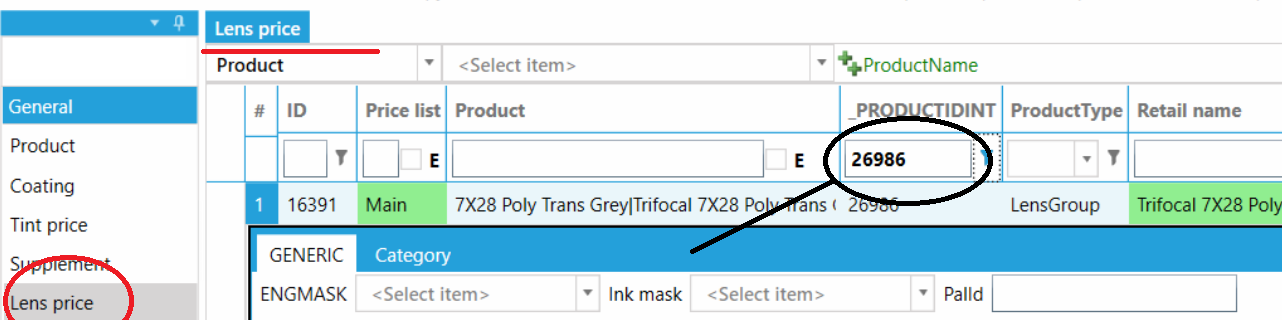 Lens price
Product <Select item> ProductName
General
# ID Price list Product _PRODUCTIDINT ProductType Retail name
Product
E E 26986
Coating
1 16391 Main 7X28 Poly Trans Grey|Trifocal 7X28 Poly Trans 26986 LensGroup Trifocal 7X28 Poly
Tint price
Supplement
GENERIC Category
Lens price
ENGMASK <Select item> Ink mask <Select item> PalId